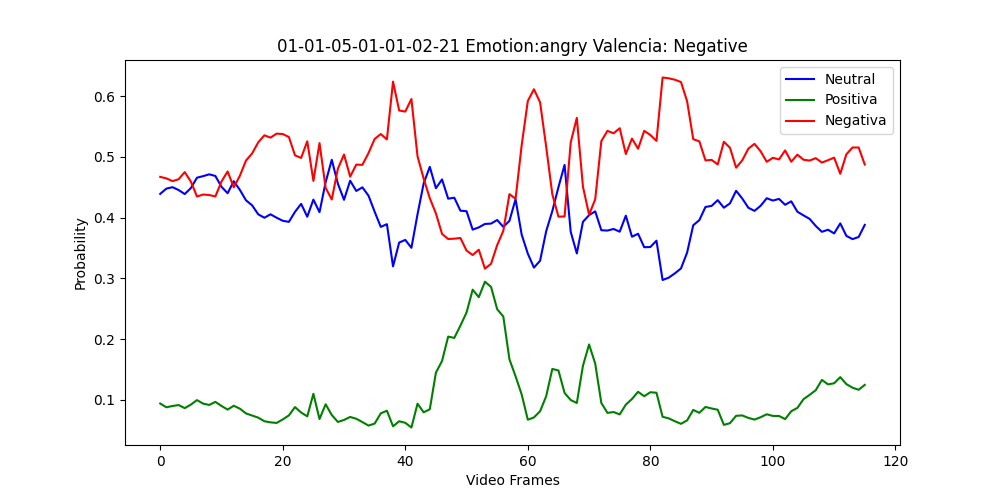 01-01-05-01-01-02-21 Emotion:angry Valencia: Negative
Neutral
Positiva
Negativa
0.6
0.5
0.4
0.3
0.2
0.1
Probability
0 20 40 60 80 100 120
Video Frames